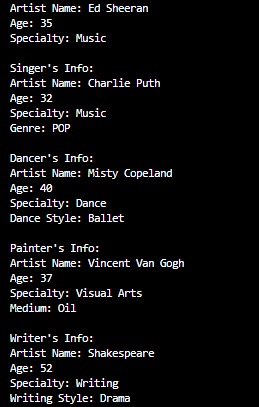 Artist Name: Ed Sheeran
Age: 35
Specialty: Music

Singer's Info:
Artist Name: Charlie Puth
Age: 32
Specialty: Music
Genre: POP

Dancer's Info:
Artist Name: Misty Copeland
Age: 40
Specialty: Dance
Dance Style: Ballet

Painter's Info:
Artist Name: Vincent Van Gogh
Age: 37
Specialty: Visual Arts
Medium: Oil

Writer's Info:
Artist Name: Shakespeare
Age: 52
Specialty: Writing
Writing Style: Drama